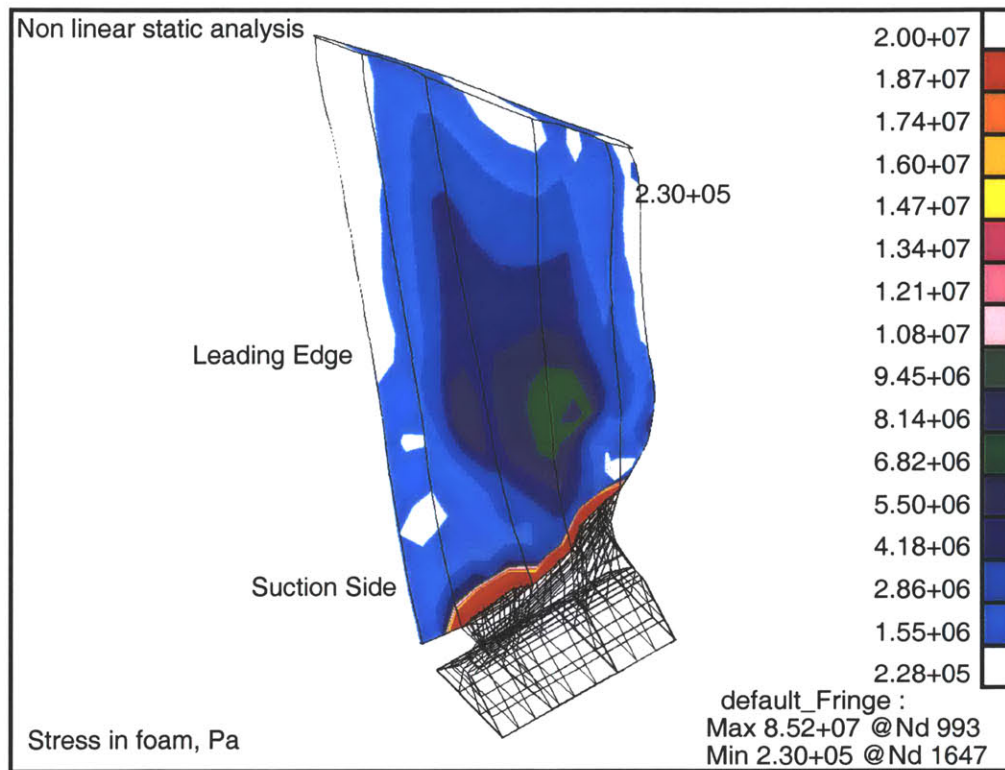 Non linear static analysis
2.00+07
1.87+07
1.74+07
1.60+07
1.47+07
1.34+07
1.21+07
1.08+07
9.45+06
8.14+06
6.82+06
5.50+06
4.18+06
2.86+06
1.55+06
2.28+05
2.30+05
Leading Edge
Suction Side
Stress in foam, Pa
default_Fringe :
Max 8.52+07 @Nd 993
Min 2.30+05 @Nd 1647